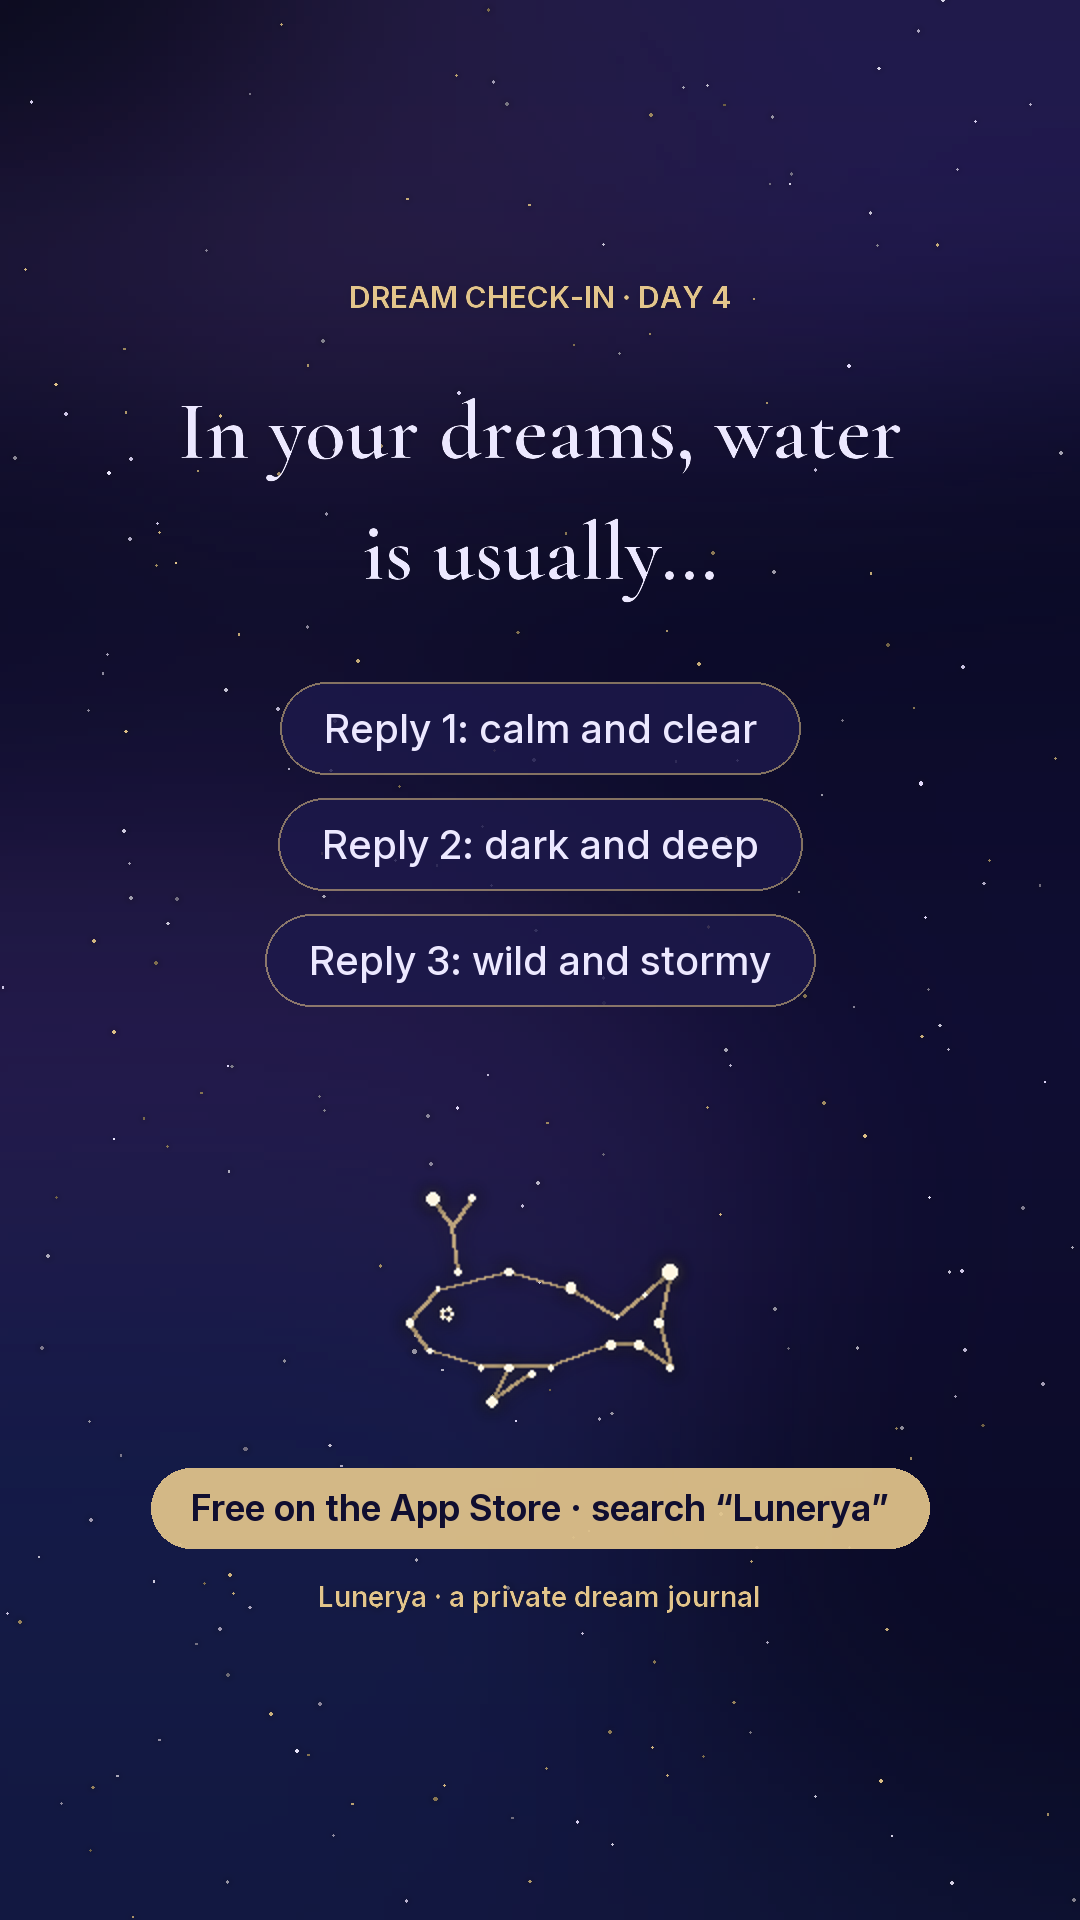 DREAM CHECK-IN · DAY 4
In your dreams, water
is usually...
Reply 1: calm and clear
Reply 2: dark and deep
Reply 3: wild and stormy
Free on the App Store · search “Lunerya”
Lunerya · a private dream journal